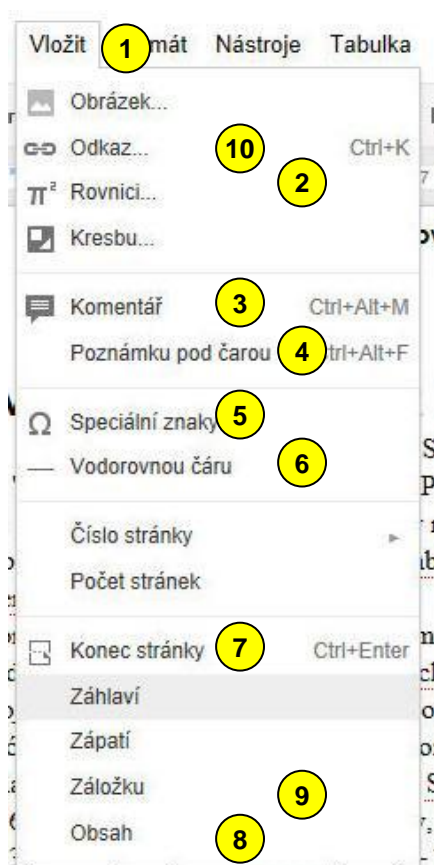 Vložit 1 mát Nástroje Tabulka
Obrázek...
Odkaz... 10 Ctrl+K
2
Rovnici...
Kresbu...
Komentář 3 Ctrl+Alt+M
Poznámku pod čarou 4 trl+Alt+F
Speciální znaky 5
Vodorovnou čáru 6
Číslo stránky
Počet stránek
Konec stránky 7 Ctrl+Enter
Záhlaví
Zápatí
Záložku 9
Obsah 8